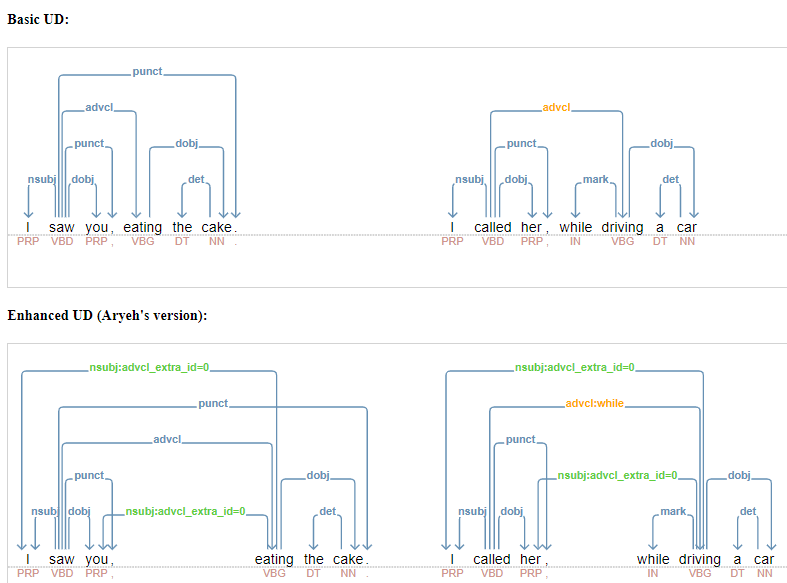 Basic UD:
punct
advcl advcl
punct dobj punct dobj
nsubj dobj det nsubj dobj mark det
I saw you , eating the cake . I called her , while driving a car
PRP VBD PRP , VBG DT NN . PRP VBD PRP , IN VBG DT NN
Enhanced UD (Aryeh's version):
nsubj:advcl_extra_id=0 nsubj:advcl_extra_id=0
punct advcl:while
advcl punct
punct dobj nsubj:advcl_extra_id=0 dobj
nsubj dobj nsubj:advcl_extra_id=0 det nsubj dobj mark det
I saw you , eating the cake . I called her , while driving a car
PRP VBD PRP , VBG DT NN . PRP VBD PRP , IN VBG DT NN